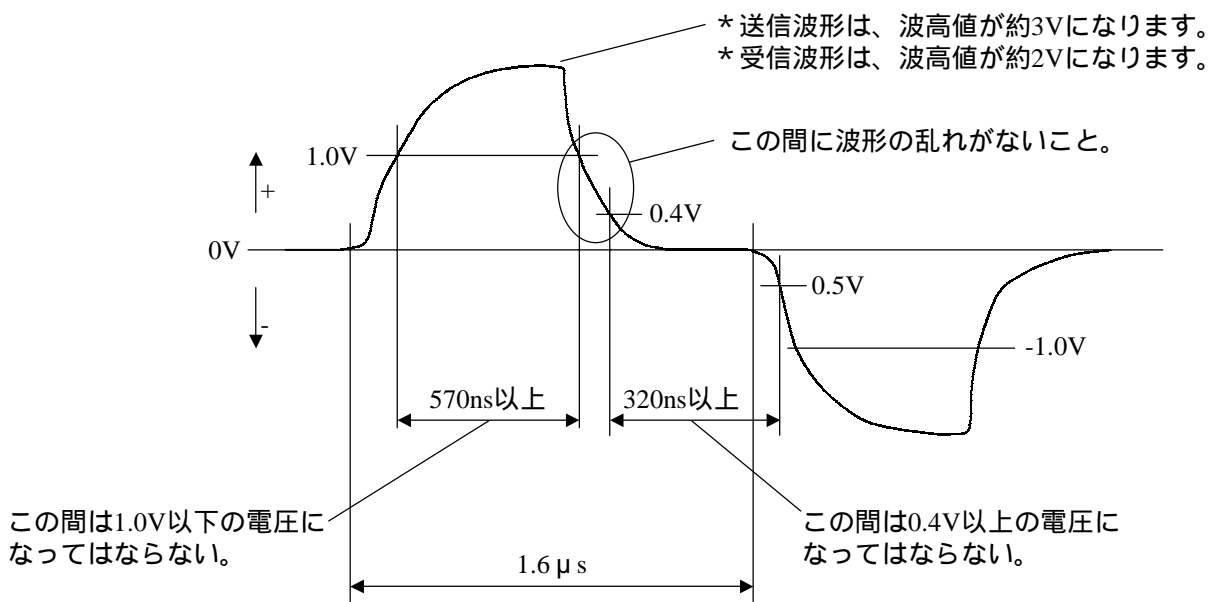 *送信波形は、波高値が約3Vになります。
*受信波形は、波高値が約2Vになります。
この間に波形の乱れがないこと。
1.0V
+
0.4V
0V
0.5V
-
-1.0V
570ns以上
320ns以上
この間は1.0V以下の電圧に
なってはならない。
この間は0.4V以上の電圧に
なってはならない。
1.6μs